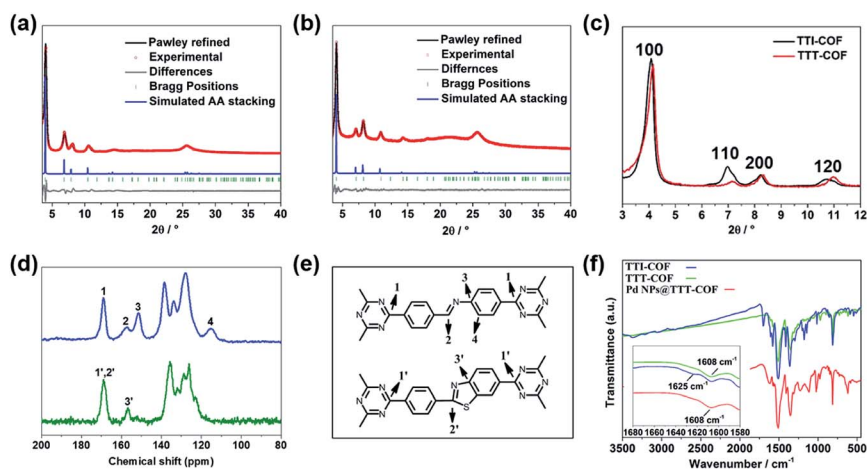 (a)
Pawley refined
Experimental
Differences
Bragg Positions
Simulated AA stacking
5 10 15 20 25 30 35 40
2θ / °
(b)
Pawley refined
Experimental
Differnces
Bragg Positions
Simulated AA stacking
5 10 15 20 25 30 35 40
2θ / °
(c)
100
TTI-COF
TTT-COF
110
200
120
3 4 5 6 7 8 9 10 11 12
2θ / °
(d)
1
2
3
4
1',2'
3'
200 180 160 140 120 100 80
Chemical shift (ppm)
(e)
1
3
1
N N N N N N N
2
4
1'
3'
1'
N N N N N N N
S
2'
(f)
TTI-COF
TTT-COF
Pd NPs@TTT-COF
Transmittance (a.u.)
1608 cm⁻¹
1625 cm⁻¹
1608 cm⁻¹
1680 1660 1640 1620 1600 1580
3500 2500 1500 500
Wavenumber / cm⁻¹